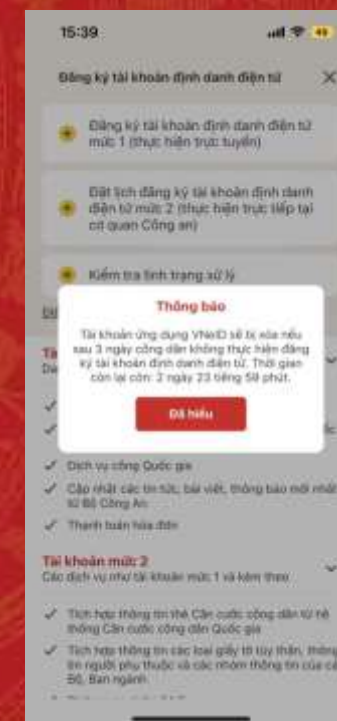 15:39
Đăng ký tài khoản định danh điện tử
Đăng ký tài khoản định danh điện tử
mức 1 (thực hiện trực tuyến)
Đặt lịch đăng ký tài khoản định danh
điện tử mức 2 (thực hiện trực tiếp tại
cơ quan Công an)
Kiểm tra tình trạng xử lý
Thông báo
Tài khoản ứng dụng VNeID sẽ bị xóa nếu
sau 3 ngày công dân không thực hiện đăng
ký tài khoản định danh điện tử. Thời gian
còn lại còn: 2 ngày 23 tiếng 59 phút.
Đã hiểu
Dịch vụ công Quốc gia
Cập nhật các tin tức, bài viết, thông báo mới nhất
từ Bộ Công An
Thanh toán hóa đơn
Tài khoản mức 2
Các dịch vụ như tài khoản mức 1 và kèm theo
Tích hợp thông tin thẻ Căn cước công dân từ hệ
thống Căn cước công dân Quốc gia
Tích hợp thông tin các loại giấy tờ tùy thân, thông
tin người phụ thuộc và các nhóm thông tin của các
Bộ, Ban ngành